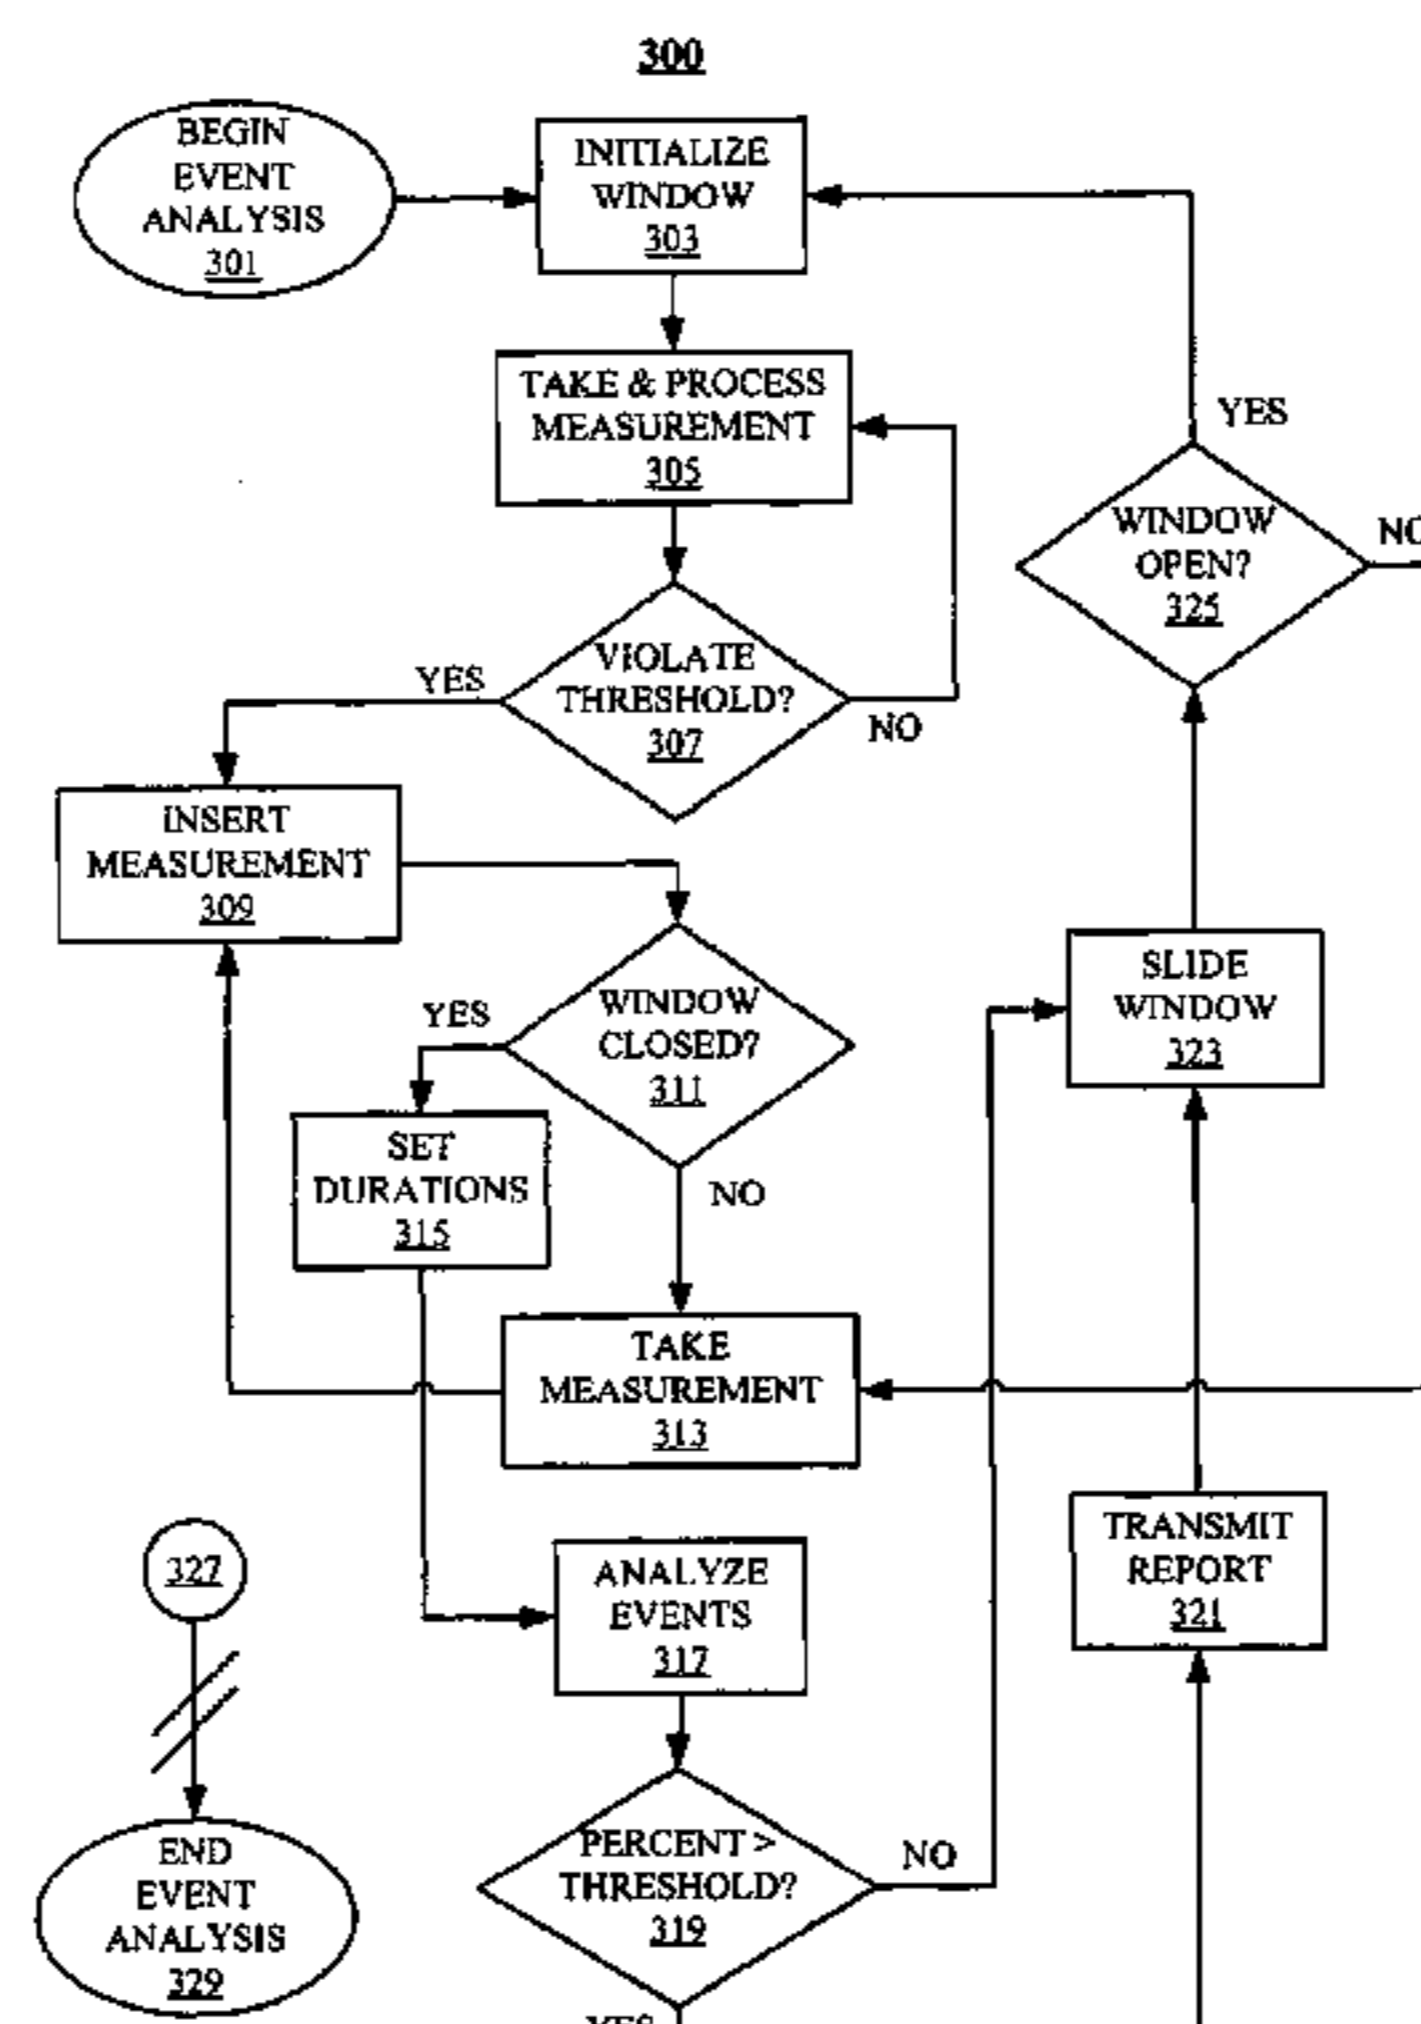 300
BEGIN
EVENT
ANALYSIS
301
INITIALIZE
WINDOW
303
TAKE & PROCESS
MEASUREMENT
305
YES
WINDOW
OPEN?
325
NO
VIOLATE
THRESHOLD?
307
YES
NO
INSERT
MEASUREMENT
309
WINDOW
CLOSED?
311
YES
NO
SLIDE
WINDOW
323
SET
DURATIONS
315
TAKE
MEASUREMENT
313
TRANSMIT
REPORT
321
327
ANALYZE
EVENTS
317
PERCENT >
THRESHOLD?
319
NO
END
EVENT
ANALYSIS
329
YES